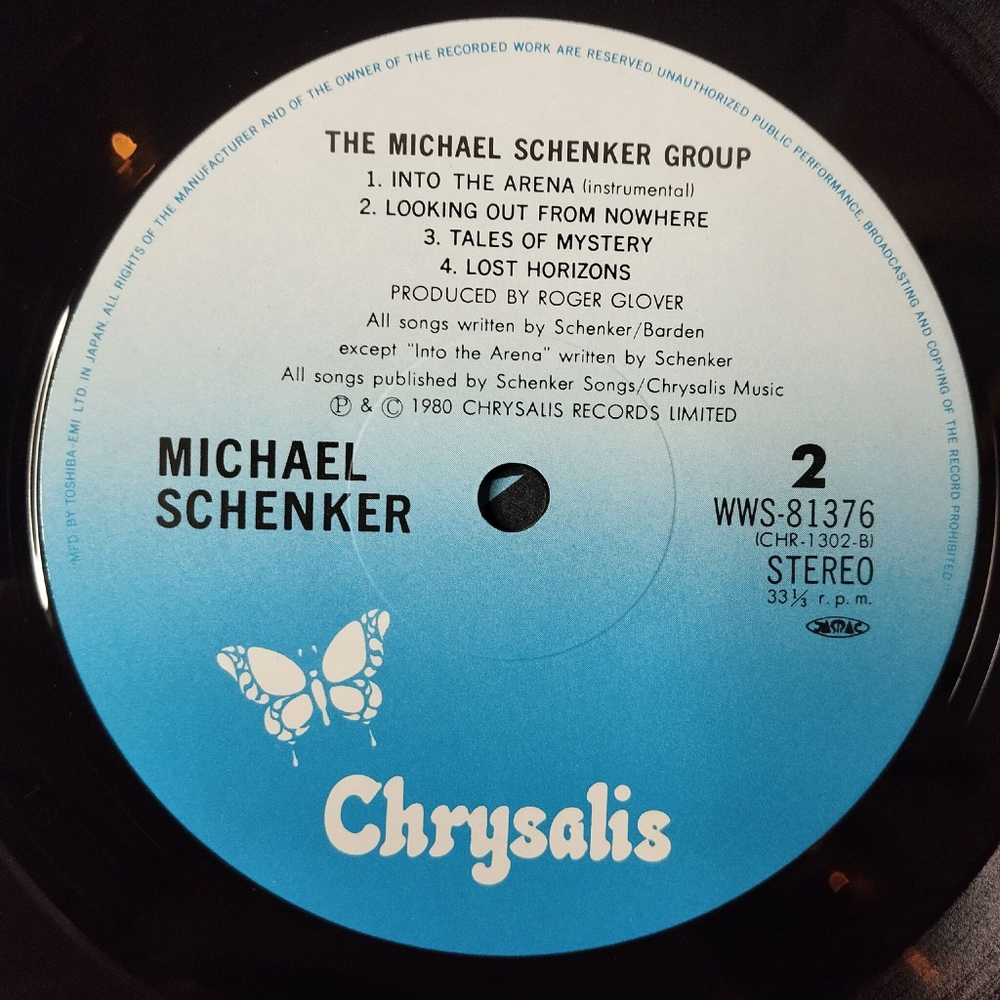 MFD BY TOSHIBA-EMI LTD. IN JAPAN. ALL RIGHTS OF THE MANUFACTURER AND OF THE OWNER OF THE RECORDED WORK ARE RESERVED. UNAUTHORIZED PUBLIC PERFORMANCE, BROADCASTING AND COPYING OF THE RECORD PROHIBITED.
THE MICHAEL SCHENKER GROUP
1. INTO THE ARENA (instrumental)
2. LOOKING OUT FROM NOWHERE
3. TALES OF MYSTERY
4. LOST HORIZONS
PRODUCED BY ROGER GLOVER
All songs written by Schenker/Barden
except "Into the Arena" written by Schenker
All songs published by Schenker Songs/Chrysalis Music
Ⓟ & Ⓒ 1980 CHRYSALIS RECORDS LIMITED
MICHAEL
SCHENKER
2
WWS-81376
(CHR-1302-B)
STEREO
33⅓ r. p. m.
JASRAC
Chrysalis